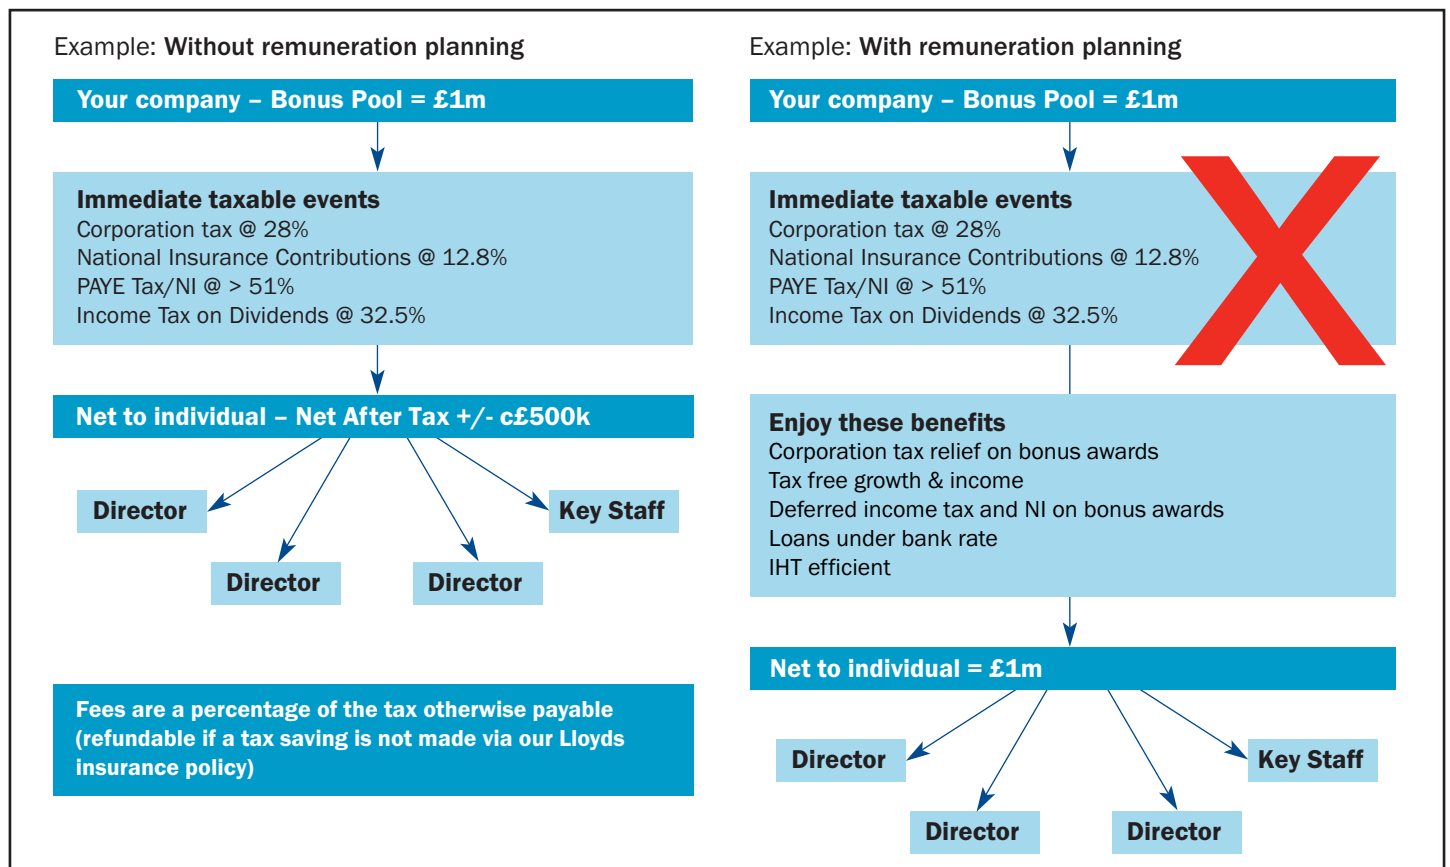 Example: Without remuneration planning
Your company – Bonus Pool = £1m
Immediate taxable events
Corporation tax @ 28%
National Insurance Contributions @ 12.8%
PAYE Tax/NI @ > 51%
Income Tax on Dividends @ 32.5%
Net to individual – Net After Tax +/- c£500k
Director
Key Staff
Director
Director
Fees are a percentage of the tax otherwise payable
(refundable if a tax saving is not made via our Lloyds
insurance policy)
Example: With remuneration planning
Your company – Bonus Pool = £1m
Immediate taxable events
Corporation tax @ 28%
National Insurance Contributions @ 12.8%
PAYE Tax/NI @ > 51%
Income Tax on Dividends @ 32.5%
Enjoy these benefits
Corporation tax relief on bonus awards
Tax free growth & income
Deferred income tax and NI on bonus awards
Loans under bank rate
IHT efficient
Net to individual = £1m
Director
Key Staff
Director
Director